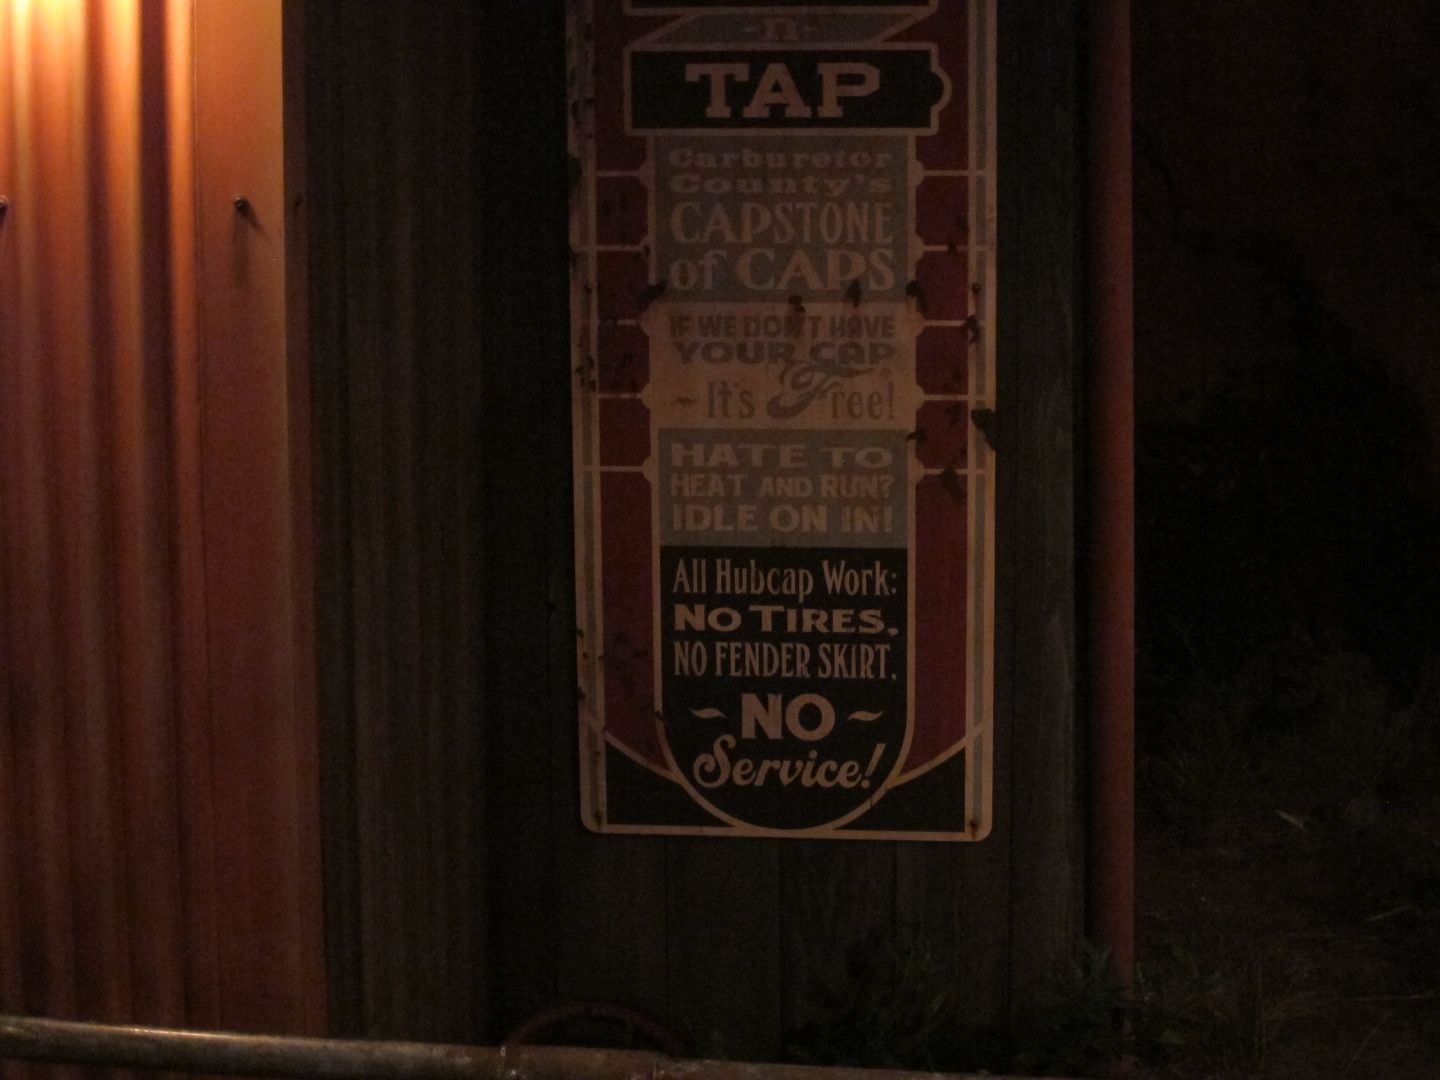 -n-
TAP
Carburetor
County's
CAPSTONE
of CAPS
IF WE DON'T HAVE
YOUR CAP
~ It's Free!
HATE TO
HEAT AND RUN?
IDLE ON IN!
All Hubcap Work:
NO TIRES.
NO FENDER SKIRT.
~ NO ~
Service!